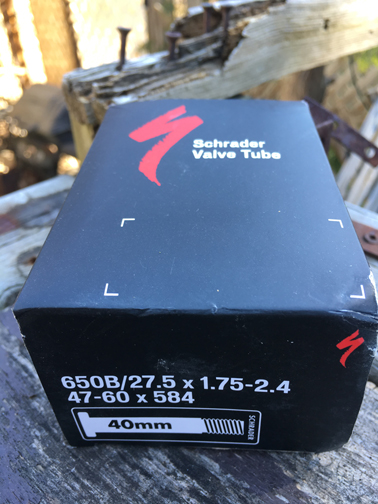 Schrader
Valve Tube
650B/27.5 x 1.75-2.4
47-60 x 584
40mm
SCHRADER